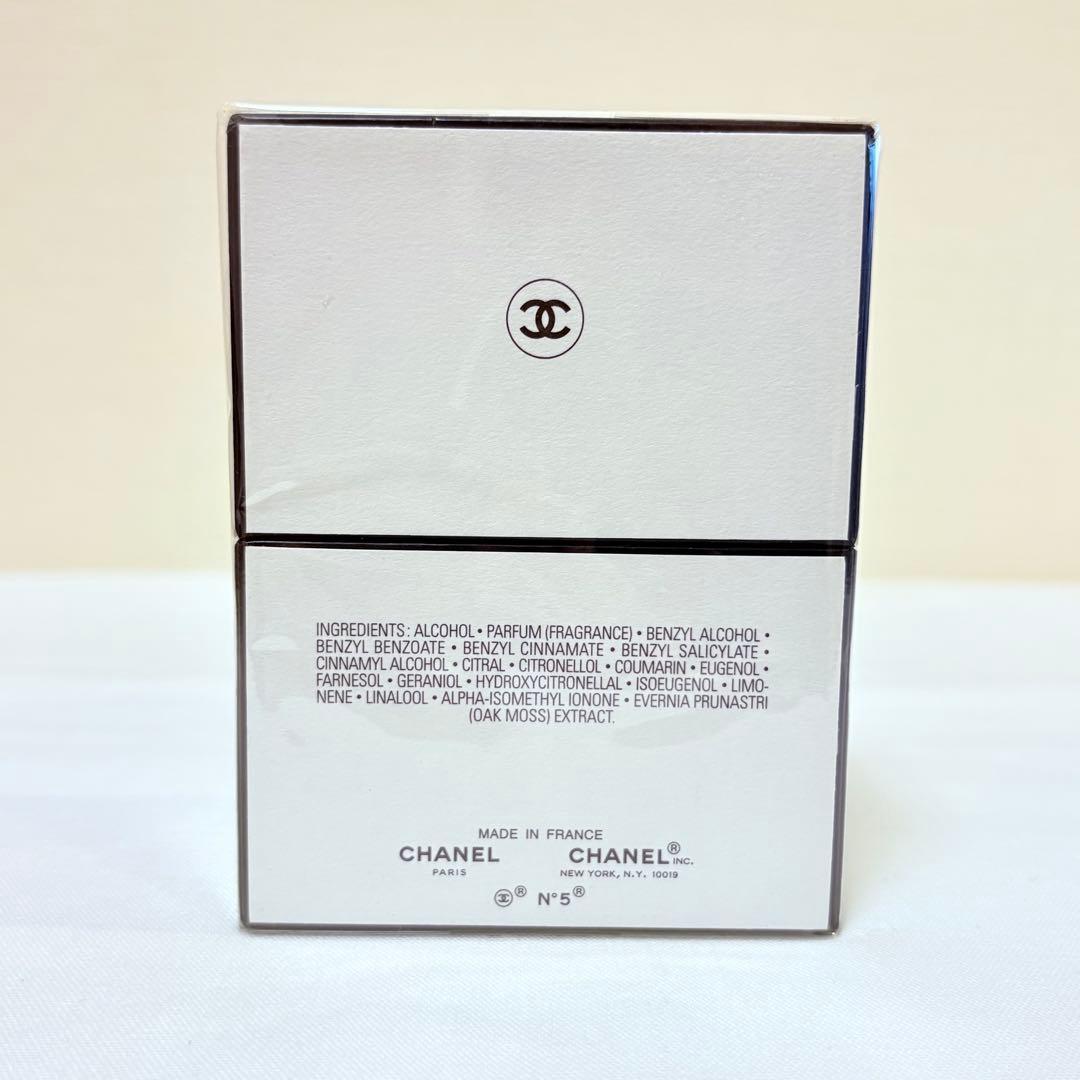 INGREDIENTS: ALCOHOL • PARFUM (FRAGRANCE) • BENZYL ALCOHOL •
BENZYL BENZOATE • BENZYL CINNAMATE • BENZYL SALICYLATE •
CINNAMYL ALCOHOL • CITRAL • CITRONELLOL • COUMARIN • EUGENOL •
FARNESOL • GERANIOL • HYDROXYCITRONELLAL • ISOEUGENOL • LIMO-
NENE • LINALOOL • ALPHA-ISOMETHYL IONONE • EVERNIA PRUNASTRI
(OAK MOSS) EXTRACT.
MADE IN FRANCE
CHANEL CHANEL® INC.
PARIS NEW YORK, N.Y. 10019
® N°5®